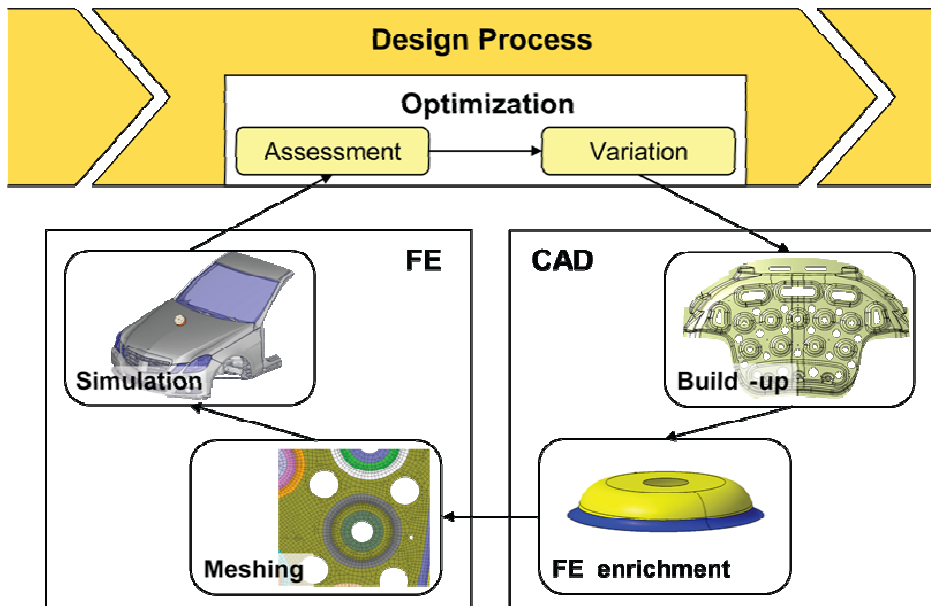 Design Process
Optimization
Assessment
Variation
FE
CAD
Simulation
Build -up
Meshing
FE enrichment